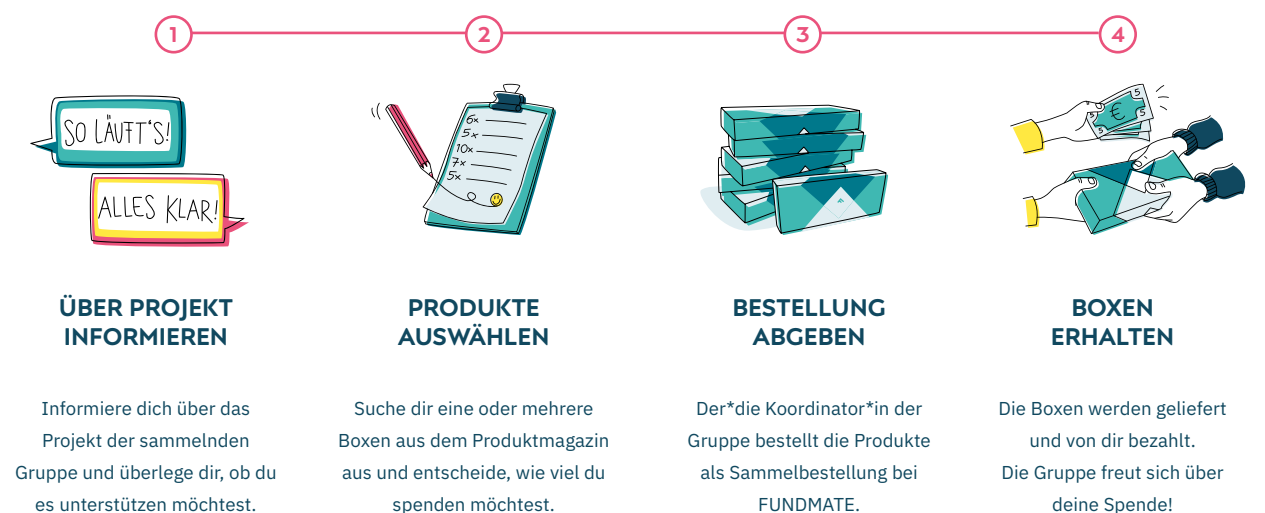 1
2
3
4
SO LÄUFT'S!
ALLES KLAR!
6x
5x
10x
7x
5x
5
€
5
5
ÜBER PROJEKT
INFORMIEREN
Informiere dich über das
Projekt der sammelnden
Gruppe und überlege dir, ob du
es unterstützen möchtest.
PRODUKTE
AUSWÄHLEN
Suche dir eine oder mehrere
Boxen aus dem Produktmagazin
aus und entscheide, wie viel du
spenden möchtest.
BESTELLUNG
ABGEBEN
Der*die Koordinator*in der
Gruppe bestellt die Produkte
als Sammelbestellung bei
FUNDMATE.
BOXEN
ERHALTEN
Die Boxen werden geliefert
und von dir bezahlt.
Die Gruppe freut sich über
deine Spende!